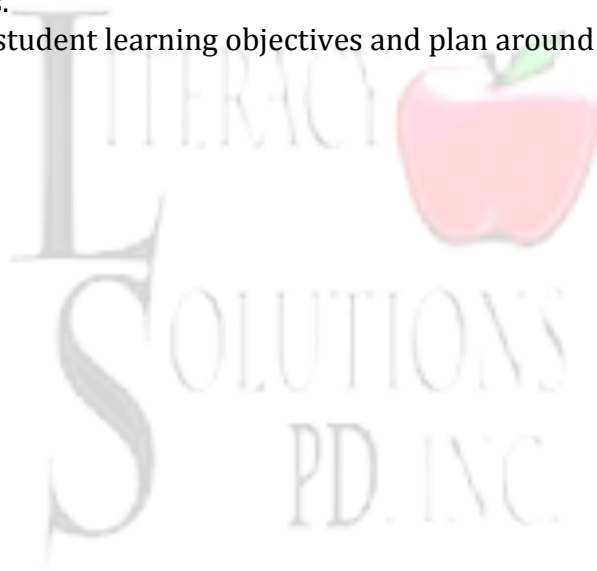 s.
student learning objectives and plan around
LITERACY
SOLUTIONS
PD. INC.